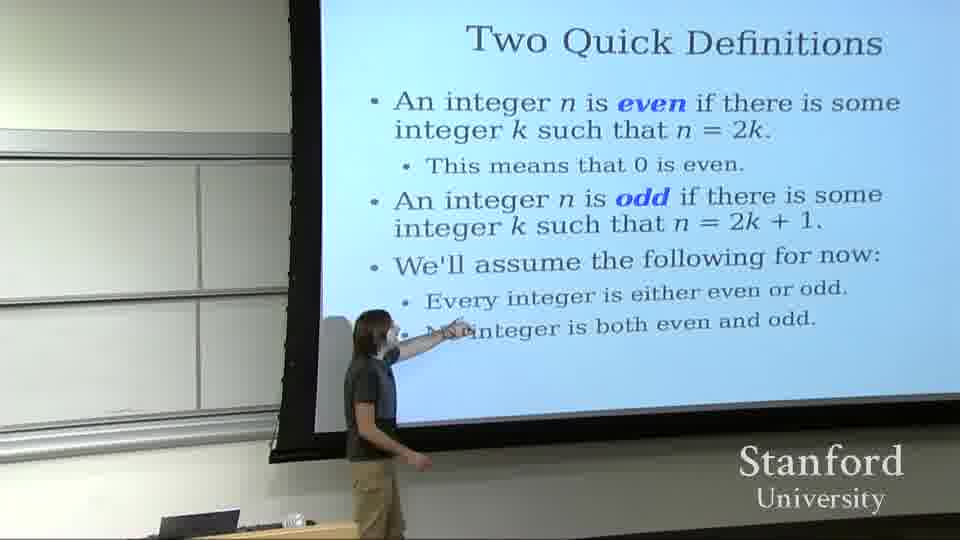 Two Quick Definitions
• An integer n is even if there is some
integer k such that n = 2k.
• This means that 0 is even.
• An integer n is odd if there is some
integer k such that n = 2k + 1.
• We'll assume the following for now:
• Every integer is either even or odd.
• No integer is both even and odd.
Stanford
University